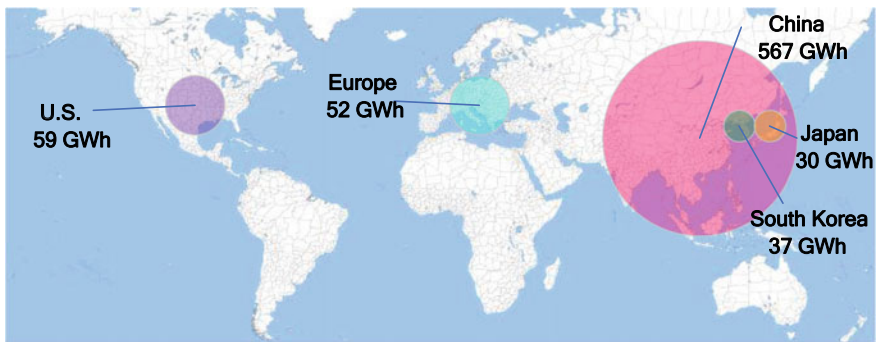 China
567 GWh
Europe
52 GWh
U.S.
59 GWh
Japan
30 GWh
South Korea
37 GWh